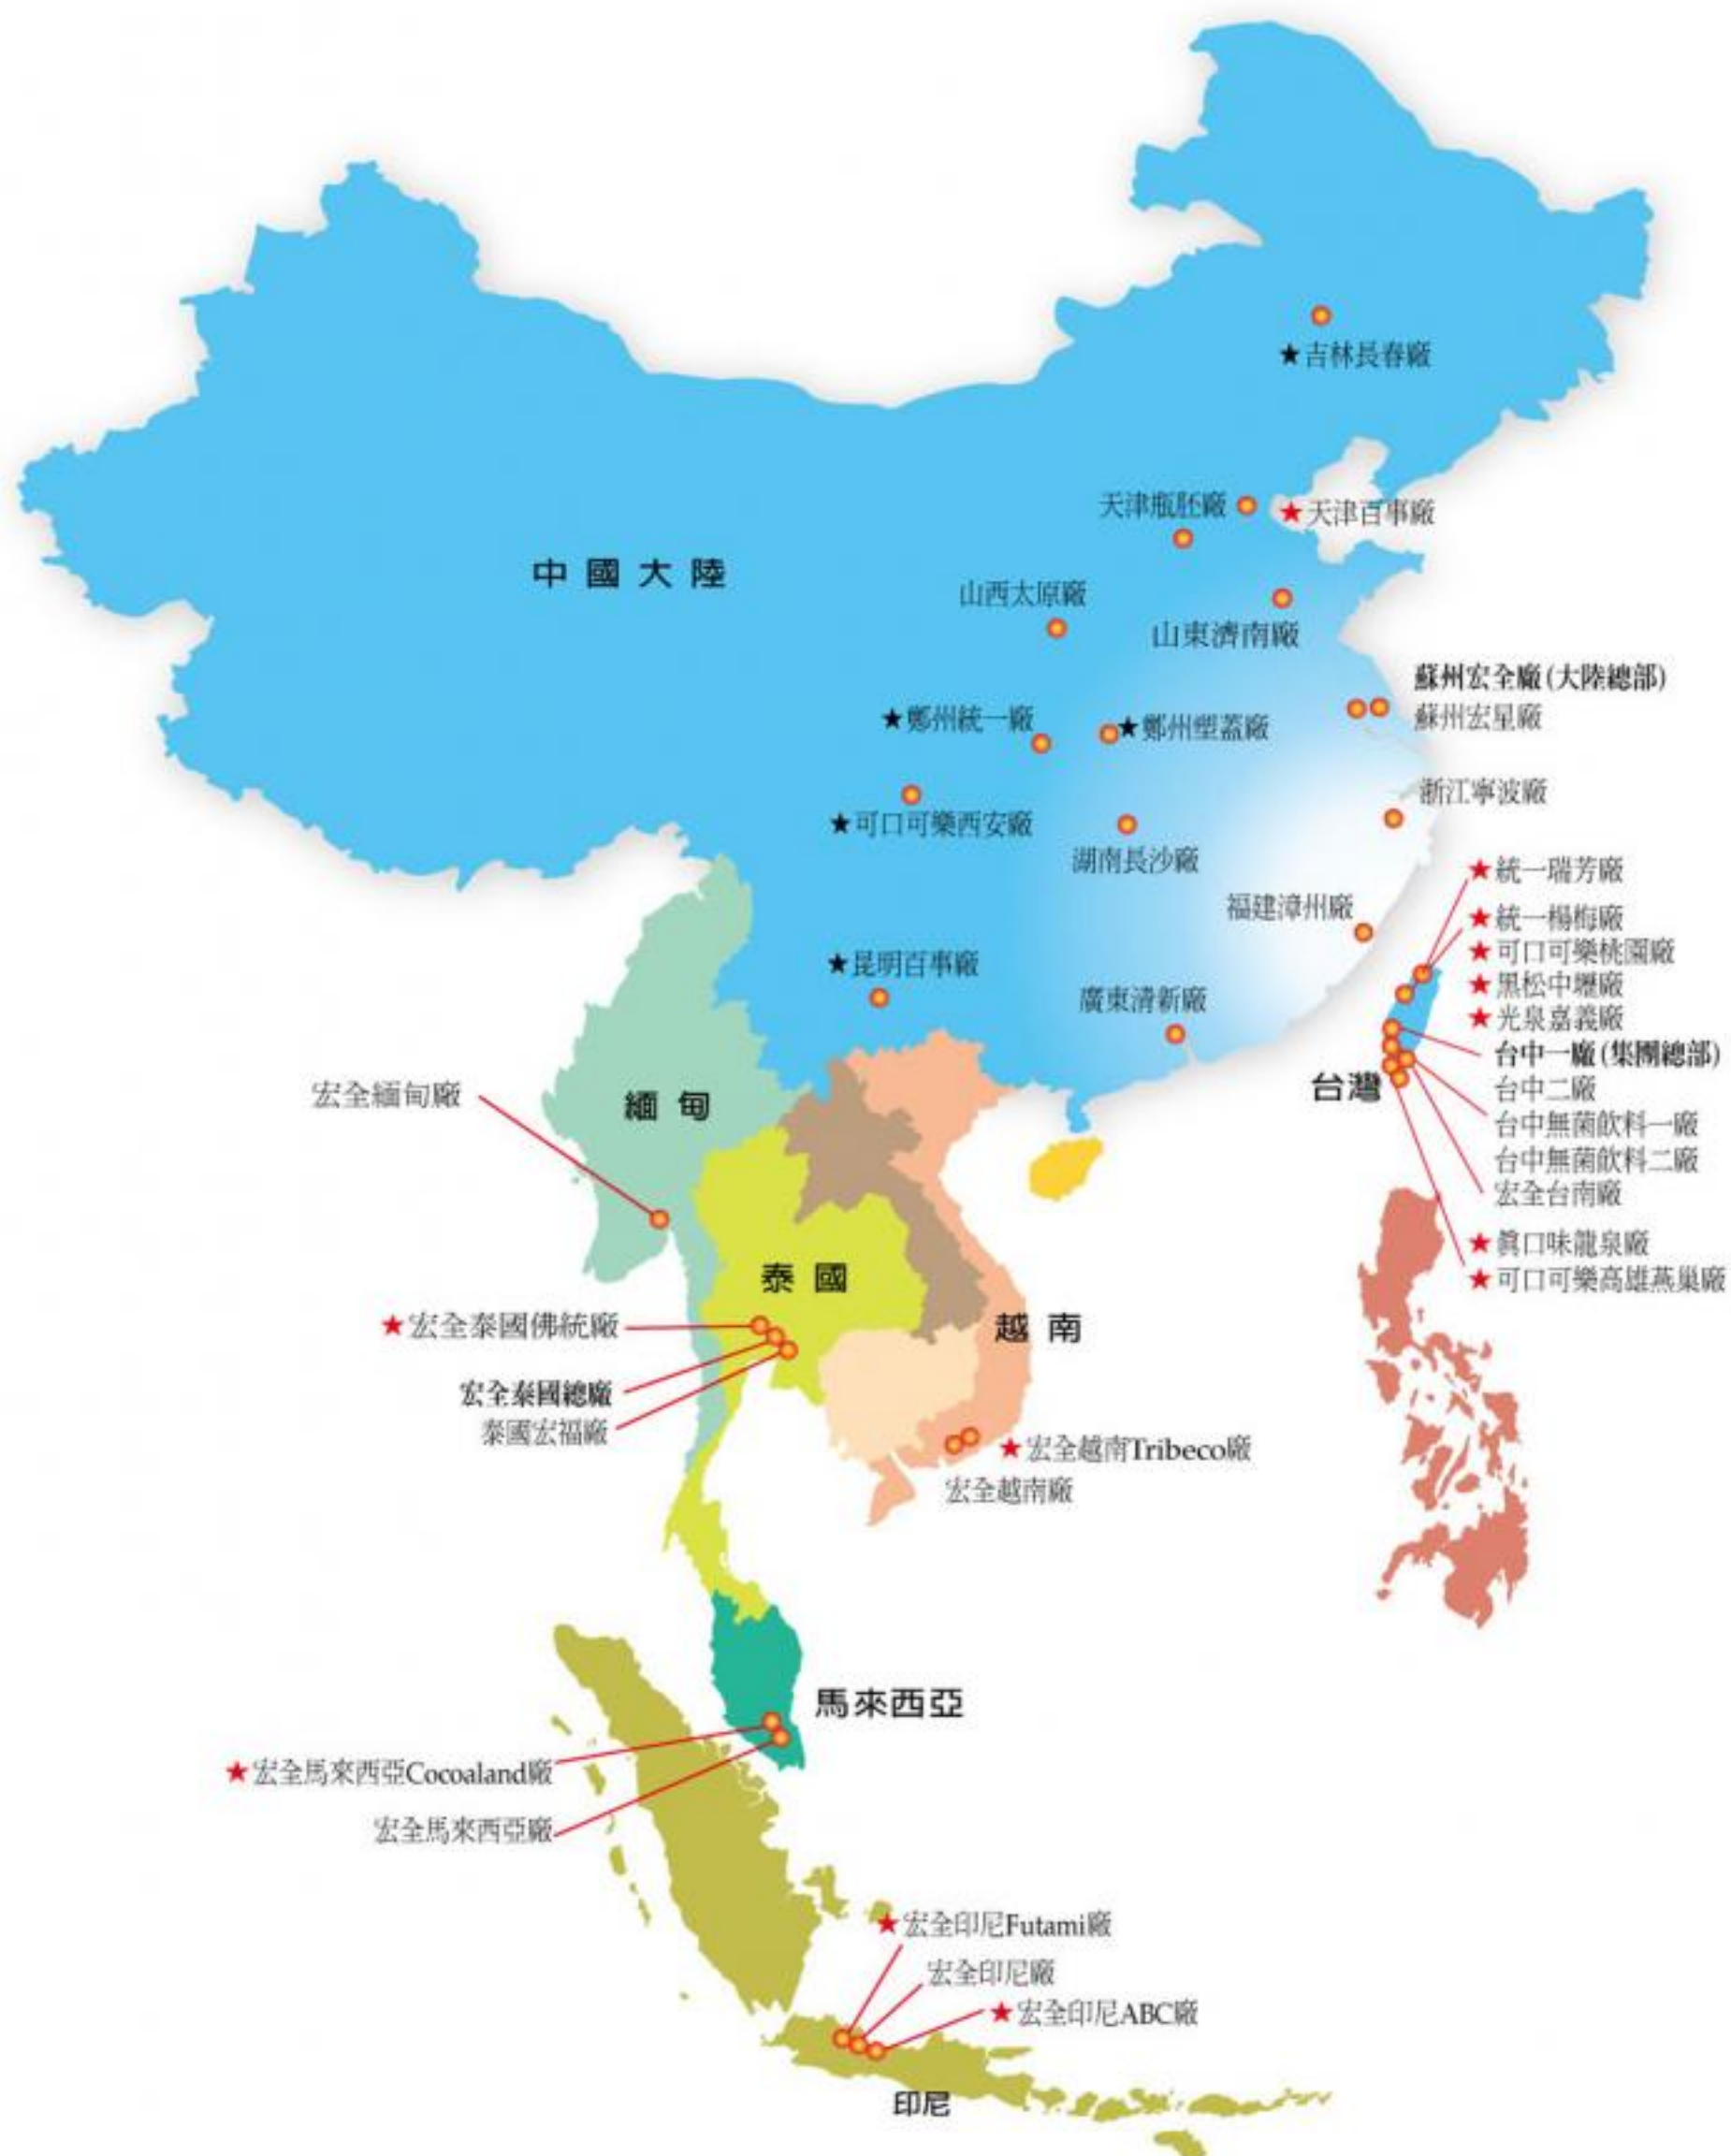 ★吉林長春廠
天津瓶胚廠
★天津百事廠
中國大陸
山西太原廠
山東濟南廠
蘇州宏全廠(大陸總部)
蘇州宏星廠
★鄭州統一廠
★鄭州塑蓋廠
浙江寧波廠
★可口可樂西安廠
湖南長沙廠
★統一瑞芳廠
福建漳州廠
★統一楊梅廠
★可口可樂桃園廠
★昆明百事廠
★黑松中壢廠
廣東清新廠
★光泉嘉義廠
台中一廠(集團總部)
台灣
台中二廠
宏全緬甸廠
緬甸
台中無菌飲料一廠
台中無菌飲料二廠
宏全台南廠
★眞口味龍泉廠
泰國
★可口可樂高雄燕巢廠
★宏全泰國佛統廠
越南
宏全泰國總廠
泰國宏福廠
★宏全越南Tribeco廠
宏全越南廠
馬來西亞
★宏全馬來西亞Cocoaland廠
宏全馬來西亞廠
★宏全印尼Futami廠
宏全印尼廠
★宏全印尼ABC廠
印尼